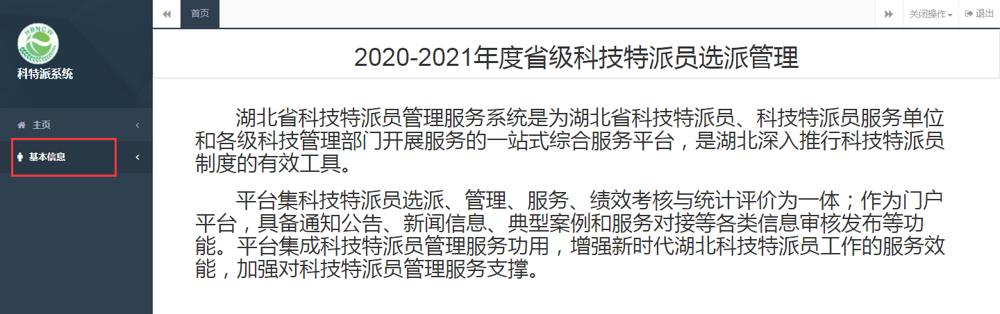 首页
关闭操作
退出
HBNCW
科特派系统
主页
基本信息
2020-2021年度省级科技特派员选派管理
湖北省科技特派员管理服务系统是为湖北省科技特派员、科技特派员服务单位
和各级科技管理部门开展服务的一站式综合服务平台，是湖北深入推行科技特派员
制度的有效工具。
平台集科技特派员选派、管理、服务、绩效考核与统计评价为一体；作为门户
平台，具备通知公告、新闻信息、典型案例和服务对接等各类信息审核发布等功
能。平台集成科技特派员管理服务功用，增强新时代湖北科技特派员工作的服务效
能，加强对科技特派员管理服务支撑。